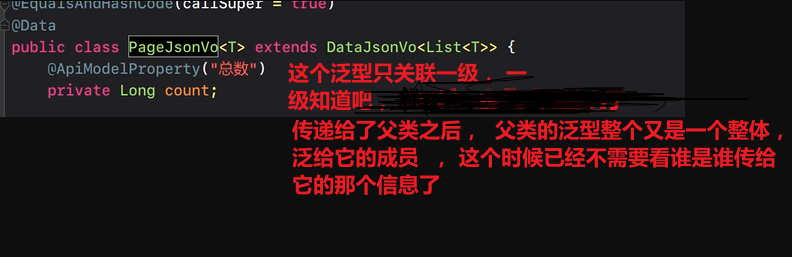 @EqualsAndHashCode(callSuper = true)
@Data
public class PageJsonVo<T> extends DataJsonVo<List<T>> {
@ApiModelProperty("总数")
private Long count;
这个泛型只关联一级，一
级知道吧，
传递给了父类之后， 父类的泛型整个又是一个整体，
泛给它的成员 ，这个时候已经不需要看谁是谁传给
它的那个信息了